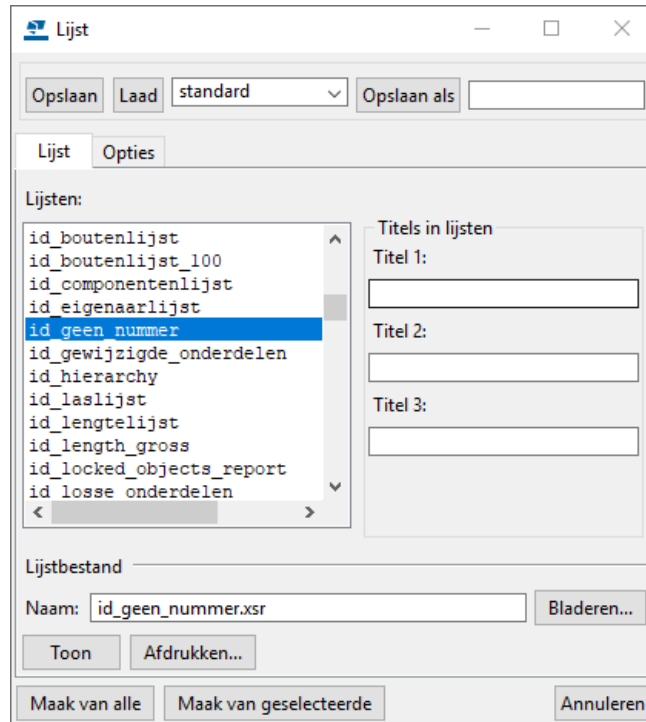 Lijst
Opslaan Laad standard Opslaan als
Lijst Opties
Lijsten:
id_boutenlijst
id_boutenlijst_100
id_componentenlijst
id_eigenaarlijst
id_geen_nummer
id_gewijzigde_onderdelen
id_hierarchy
id_laslijst
id_lengtelijst
id_length_gross
id_locked_objects_report
id_losse_onderdelen
Titels in lijsten
Titel 1:
Titel 2:
Titel 3:
Lijstbestand
Naam: id_geen_nummer.xsr Bladeren...
Toon Afdrukken...
Maak van alle Maak van geselecteerde Annuleren